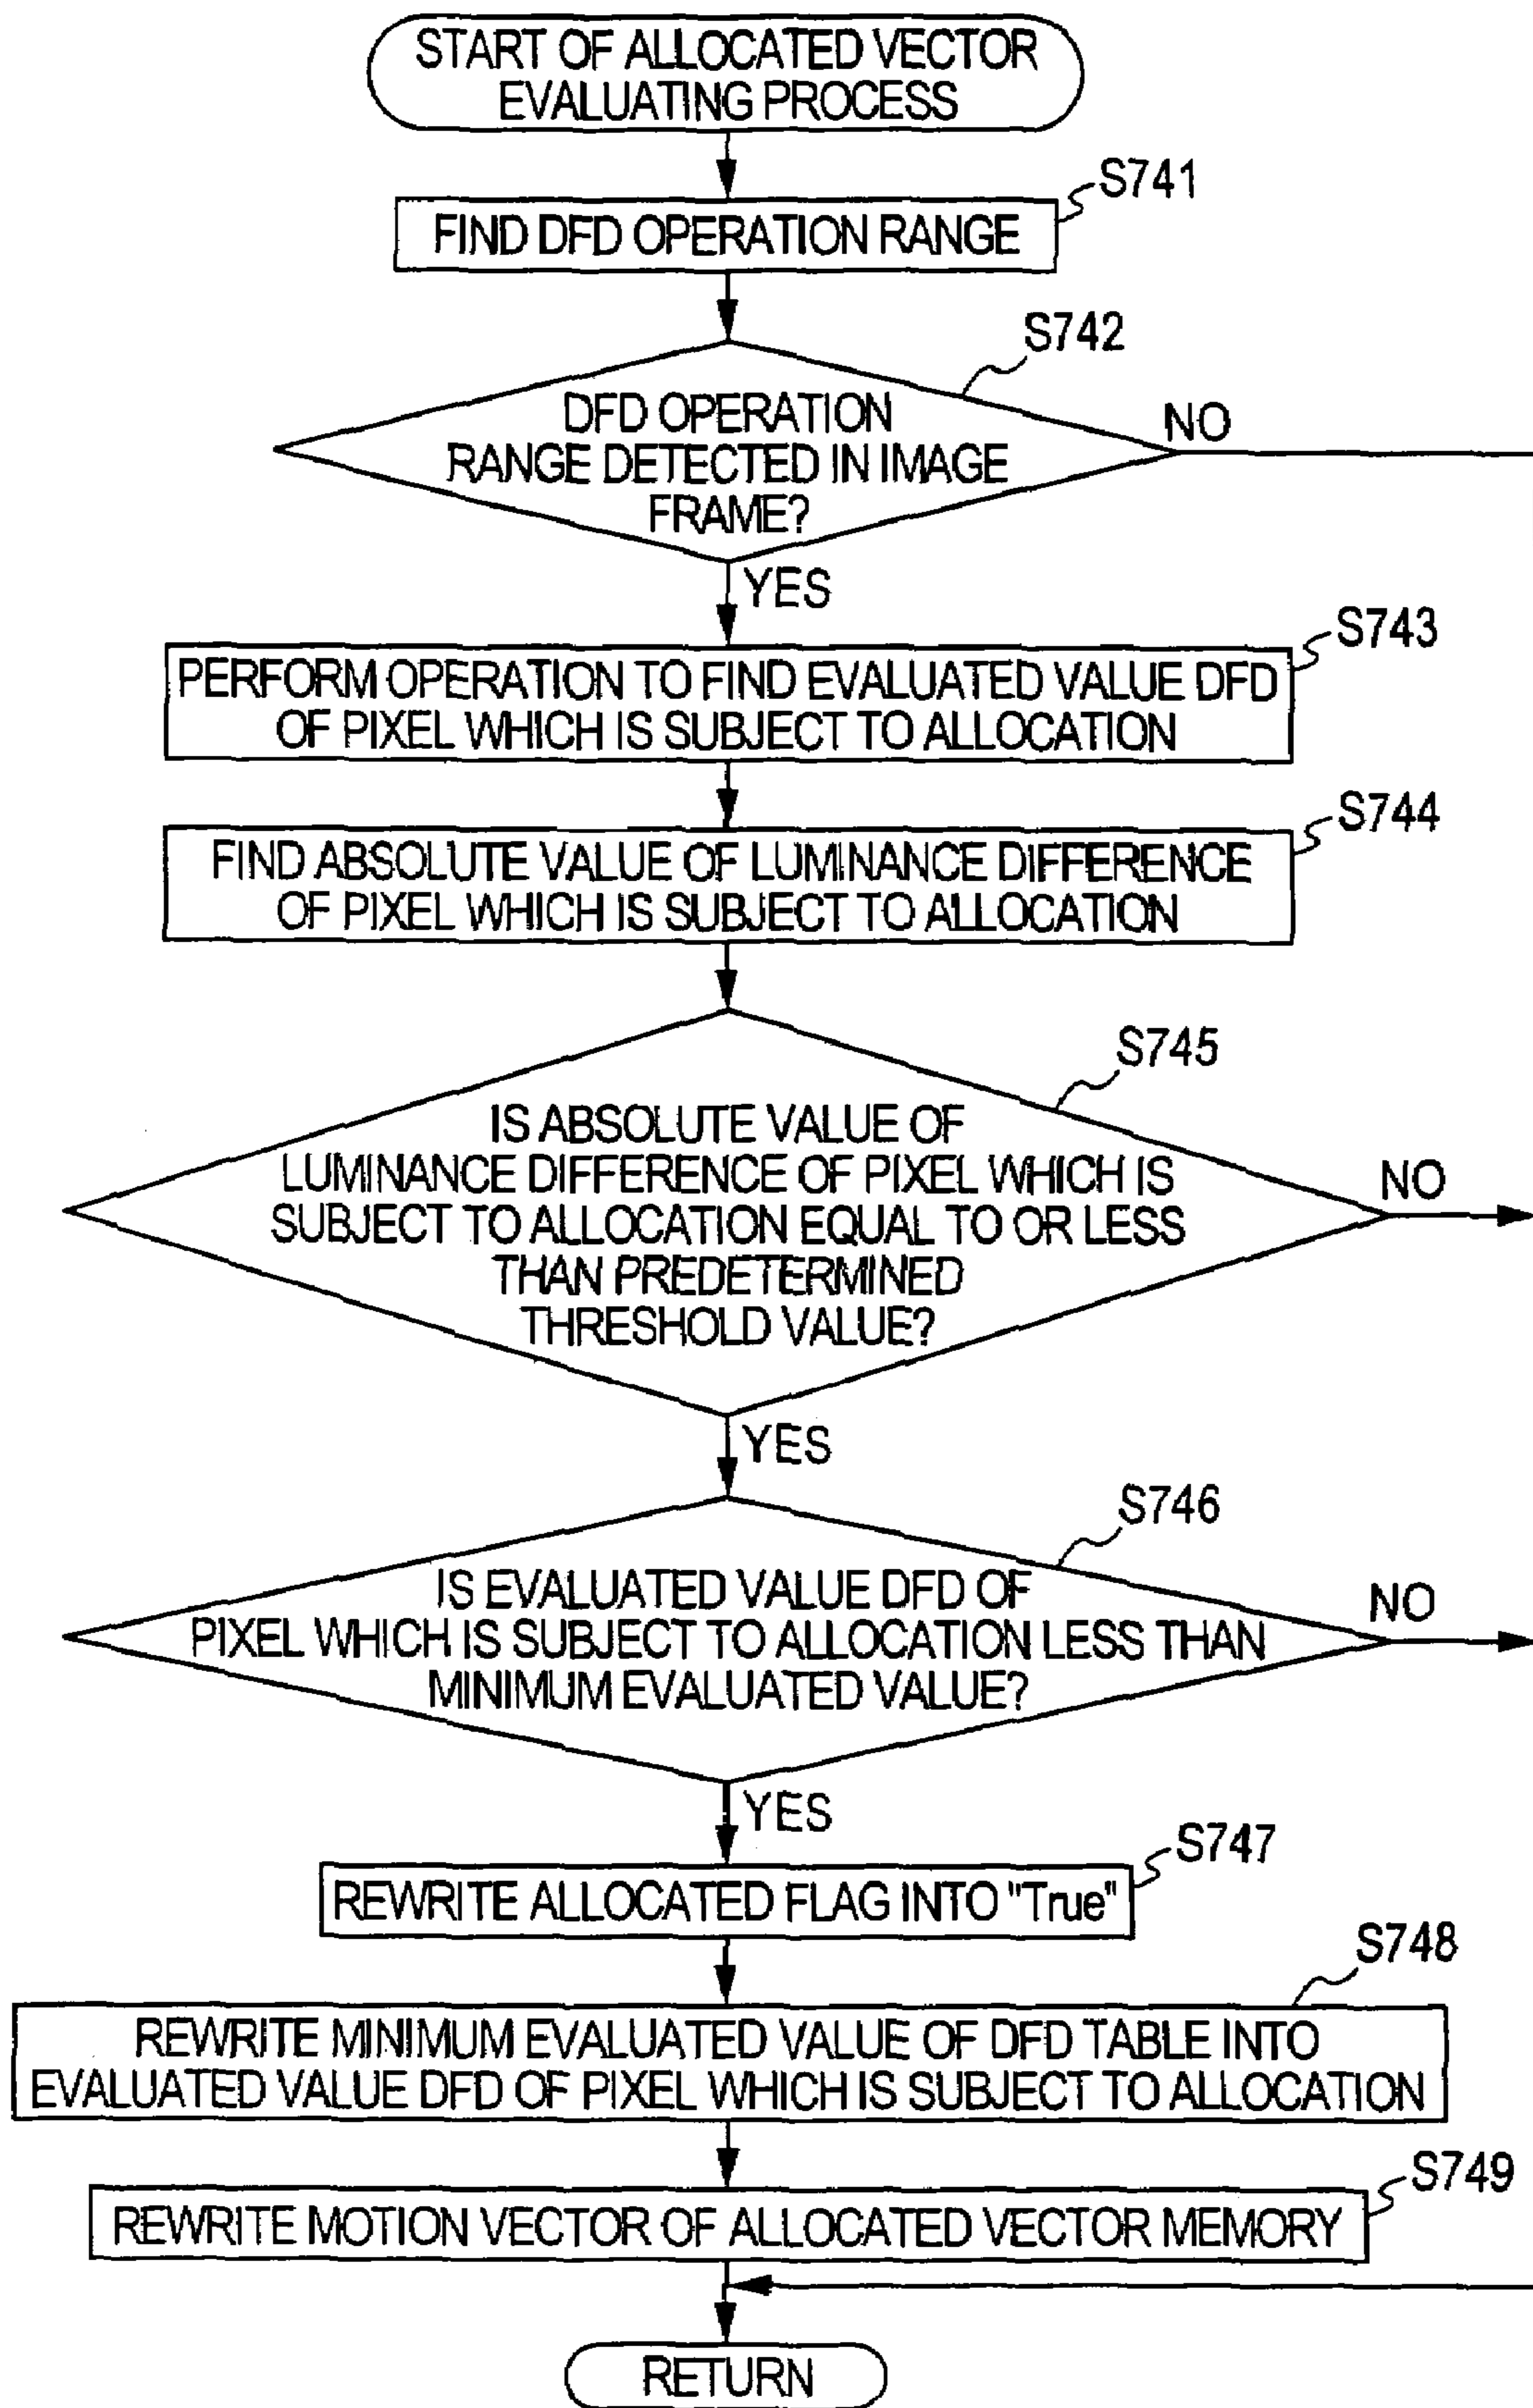 START OF ALLOCATED VECTOR
EVALUATING PROCESS
S741
FIND DFD OPERATION RANGE
S742
DFD OPERATION
RANGE DETECTED IN IMAGE
FRAME?
NO
YES
S743
PERFORM OPERATION TO FIND EVALUATED VALUE DFD
OF PIXEL WHICH IS SUBJECT TO ALLOCATION
S744
FIND ABSOLUTE VALUE OF LUMINANCE DIFFERENCE
OF PIXEL WHICH IS SUBJECT TO ALLOCATION
S745
IS ABSOLUTE VALUE OF
LUMINANCE DIFFERENCE OF PIXEL WHICH IS
SUBJECT TO ALLOCATION EQUAL TO OR LESS
THAN PREDETERMINED
THRESHOLD VALUE?
NO
YES
S746
IS EVALUATED VALUE DFD OF
PIXEL WHICH IS SUBJECT TO ALLOCATION LESS THAN
MINIMUM EVALUATED VALUE?
NO
YES
S747
REWRITE ALLOCATED FLAG INTO "True"
S748
REWRITE MINIMUM EVALUATED VALUE OF DFD TABLE INTO
EVALUATED VALUE DFD OF PIXEL WHICH IS SUBJECT TO ALLOCATION
S749
REWRITE MOTION VECTOR OF ALLOCATED VECTOR MEMORY
RETURN